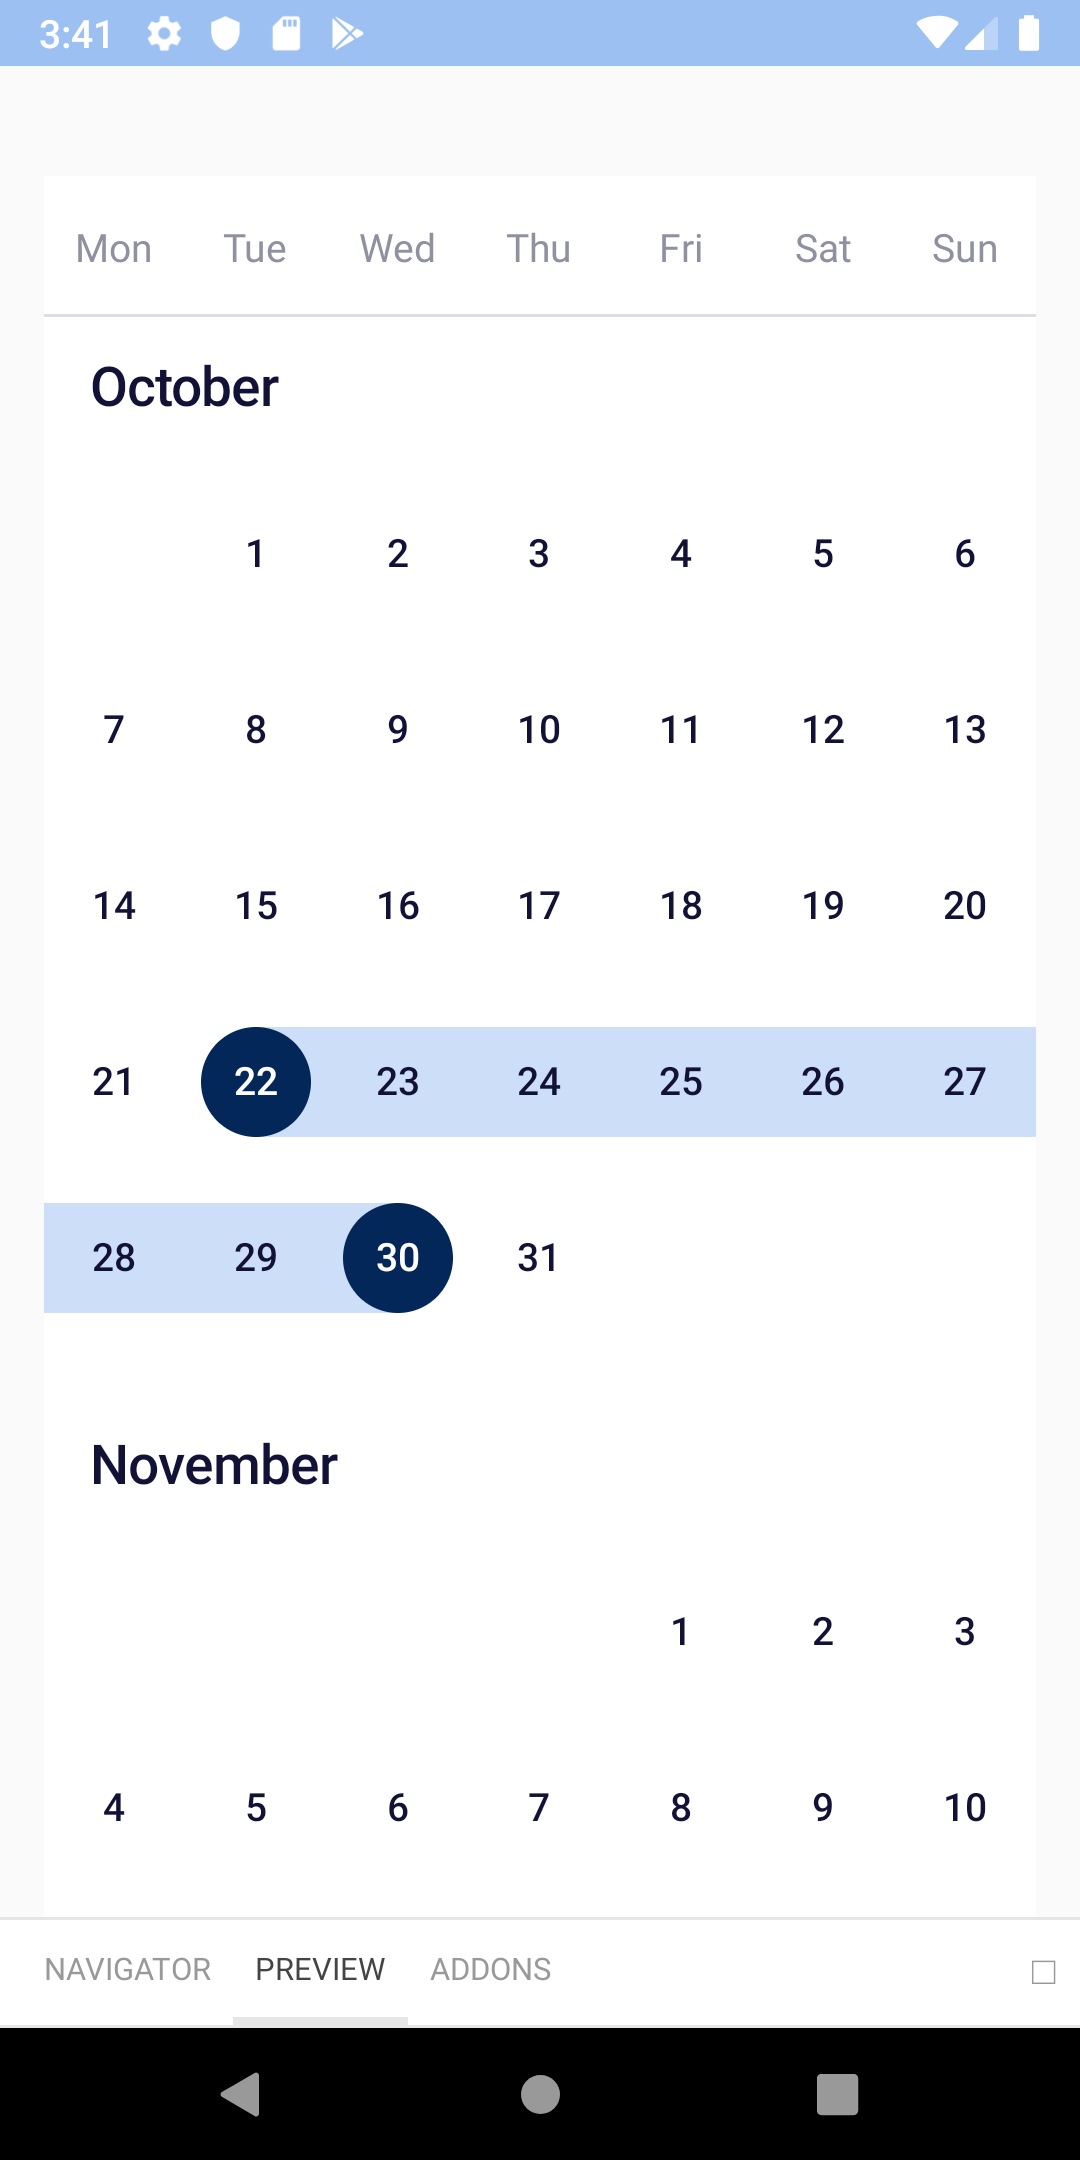 3:41
Mon Tue Wed Thu Fri Sat Sun
October
1 2 3 4 5 6
7 8 9 10 11 12 13
14 15 16 17 18 19 20
21 22 23 24 25 26 27
28 29 30 31
November
1 2 3
4 5 6 7 8 9 10
NAVIGATOR PREVIEW ADDONS